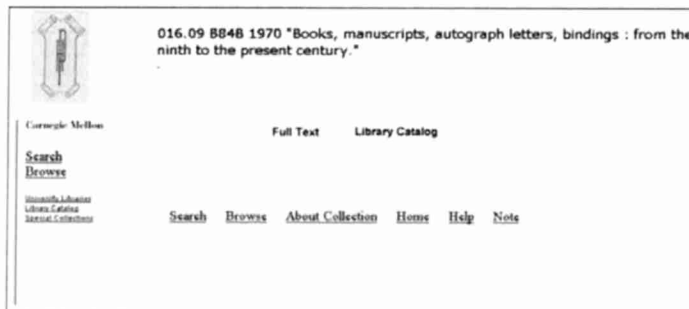 016.09 B84B 1970 "Books, manuscripts, autograph letters, bindings : from the
ninth to the present century."
Carnegie Mellon
Full Text Library Catalog
Search
Browse
University Libraries
Library Catalog
Special Collections
Search Browse About Collection Home Help Note